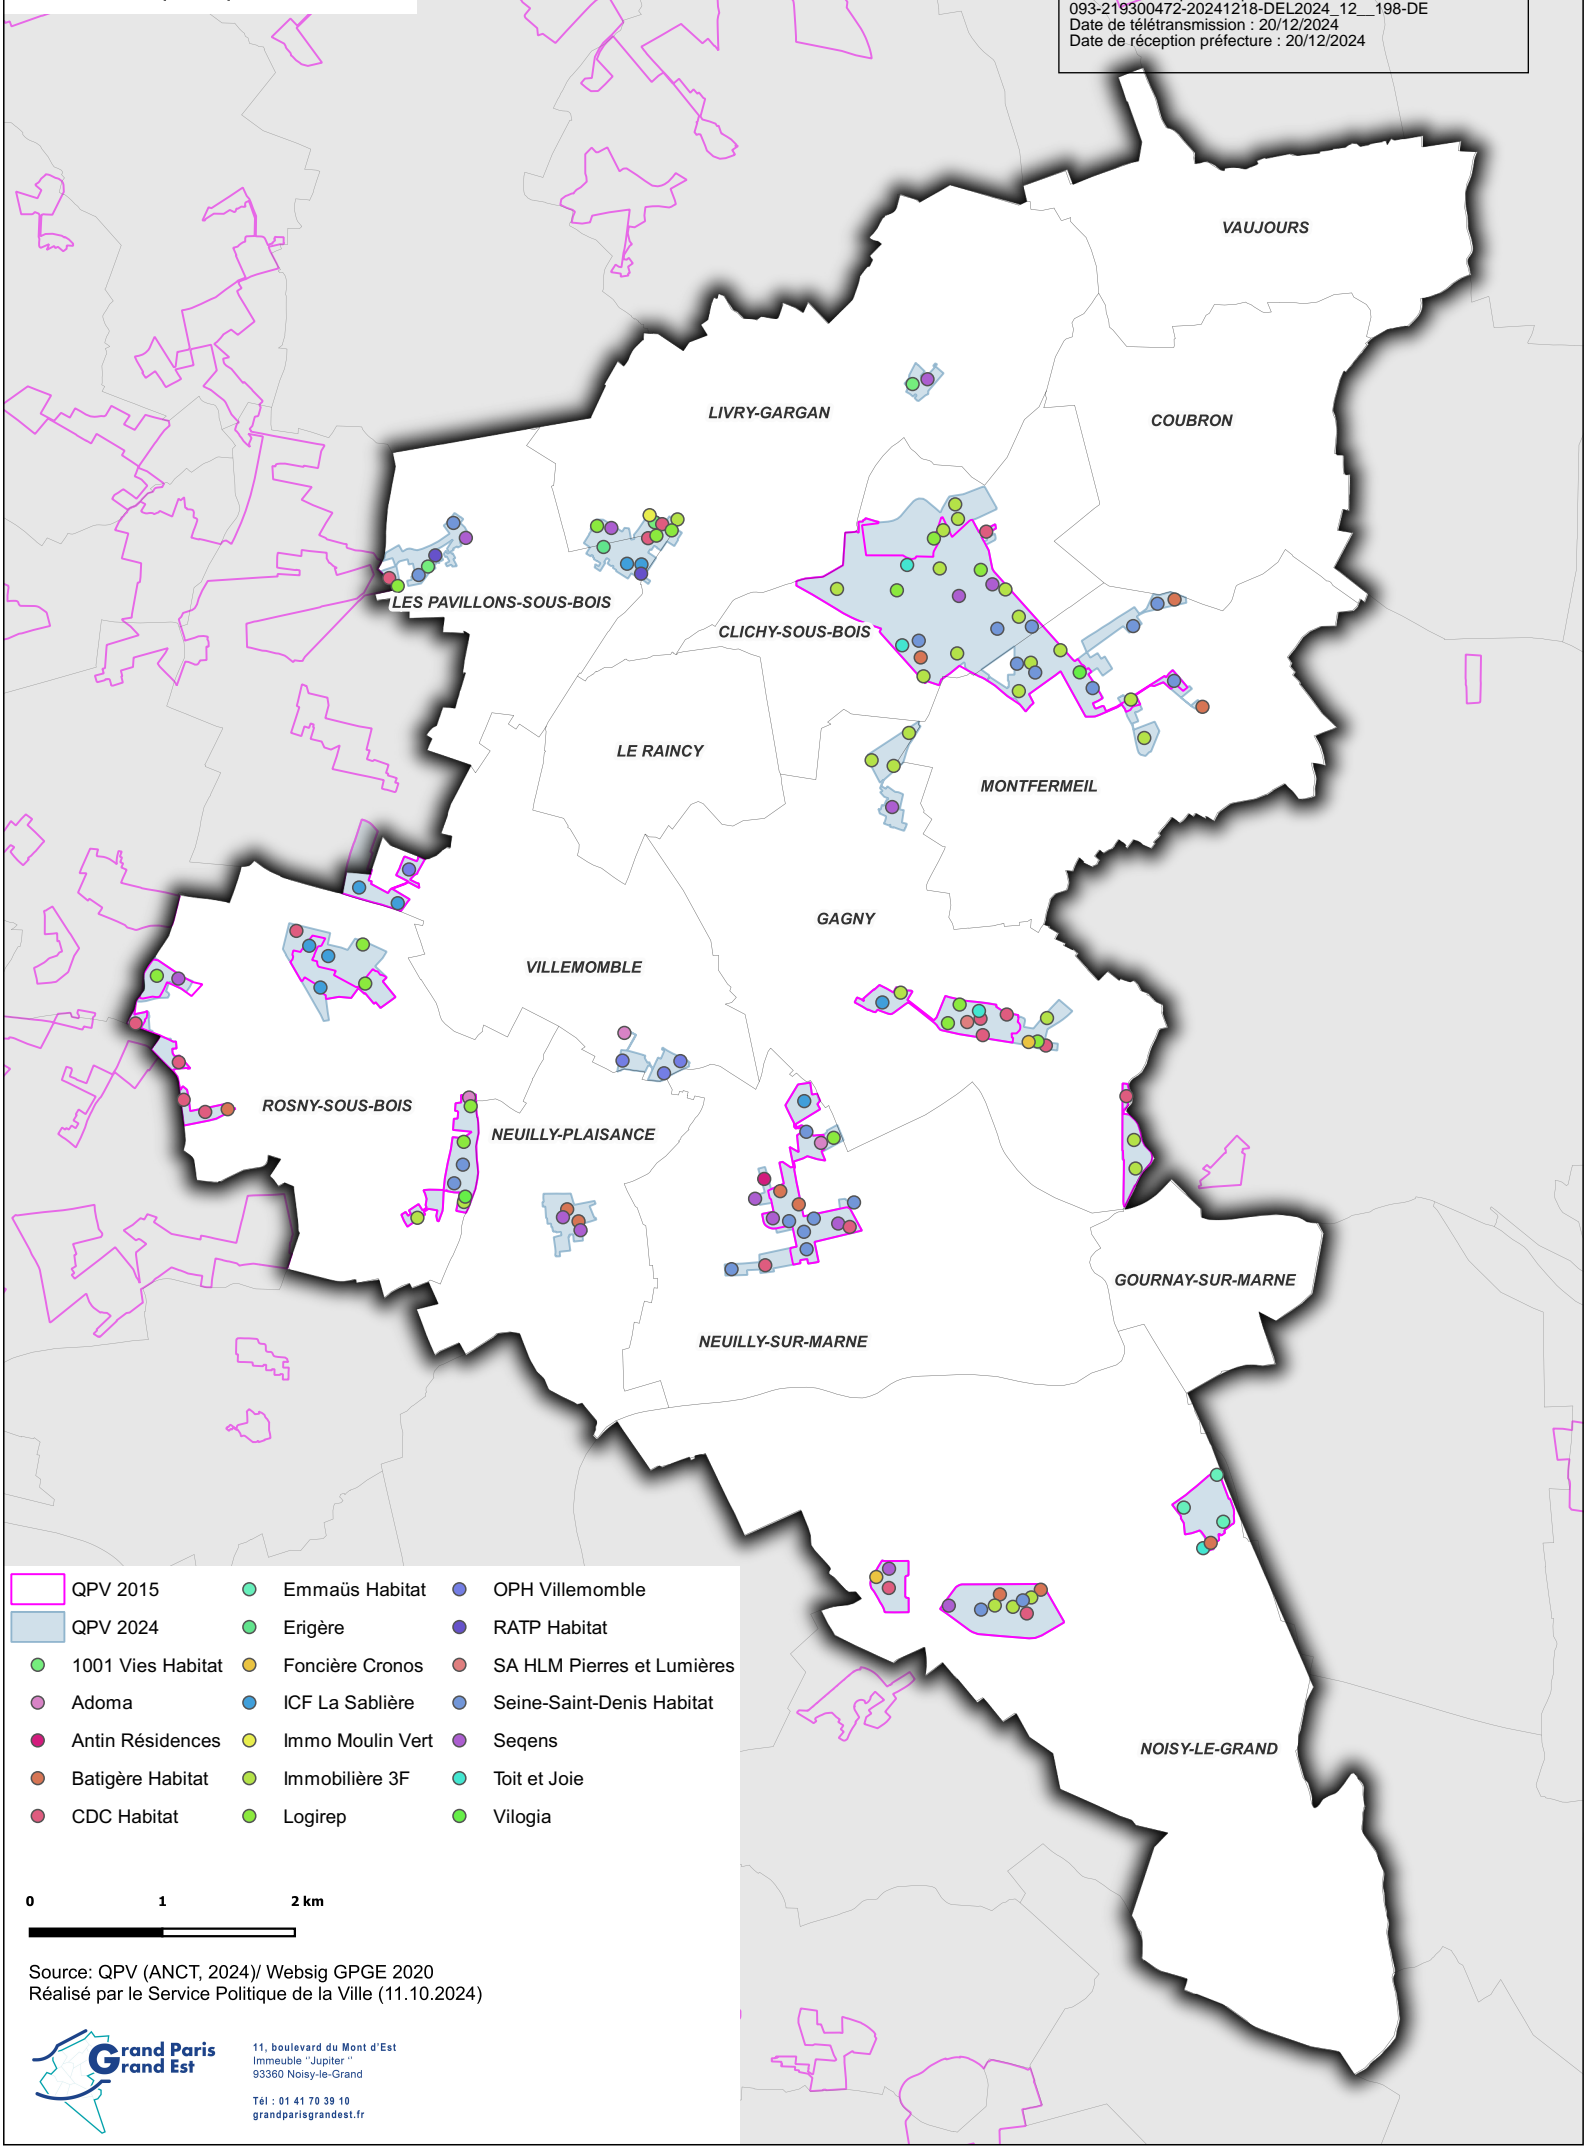 093-219300472-20241218-DEL2024_12__198-DE
Date de télétransmission : 20/12/2024
Date de réception préfecture : 20/12/2024
VAUJOURS
LIVRY-GARGAN
COUBRON
LES PAVILLONS-SOUS-BOIS
CLICHY-SOUS-BOIS
LE RAINCY
MONTFERMEIL
GAGNY
VILLEMOMBLE
ROSNY-SOUS-BOIS
NEUILLY-PLAISANCE
GOURNAY-SUR-MARNE
NEUILLY-SUR-MARNE
NOISY-LE-GRAND
QPV 2015
QPV 2024
1001 Vies Habitat
Adoma
Antin Résidences
Batigère Habitat
CDC Habitat
Emmaüs Habitat
Erigère
Foncière Cronos
ICF La Sablière
Immo Moulin Vert
Immobilière 3F
Logirep
OPH Villemomble
RATP Habitat
SA HLM Pierres et Lumières
Seine-Saint-Denis Habitat
Seqens
Toit et Joie
Vilogia
0 1 2 km
Source: QPV (ANCT, 2024)/ Websig GPGE 2020
Réalisé par le Service Politique de la Ville (11.10.2024)
Grand Paris
Grand Est
11, boulevard du Mont d'Est
Immeuble ''Jupiter ''
93360 Noisy-le-Grand
Tél : 01 41 70 39 10
grandparisgrandest.fr